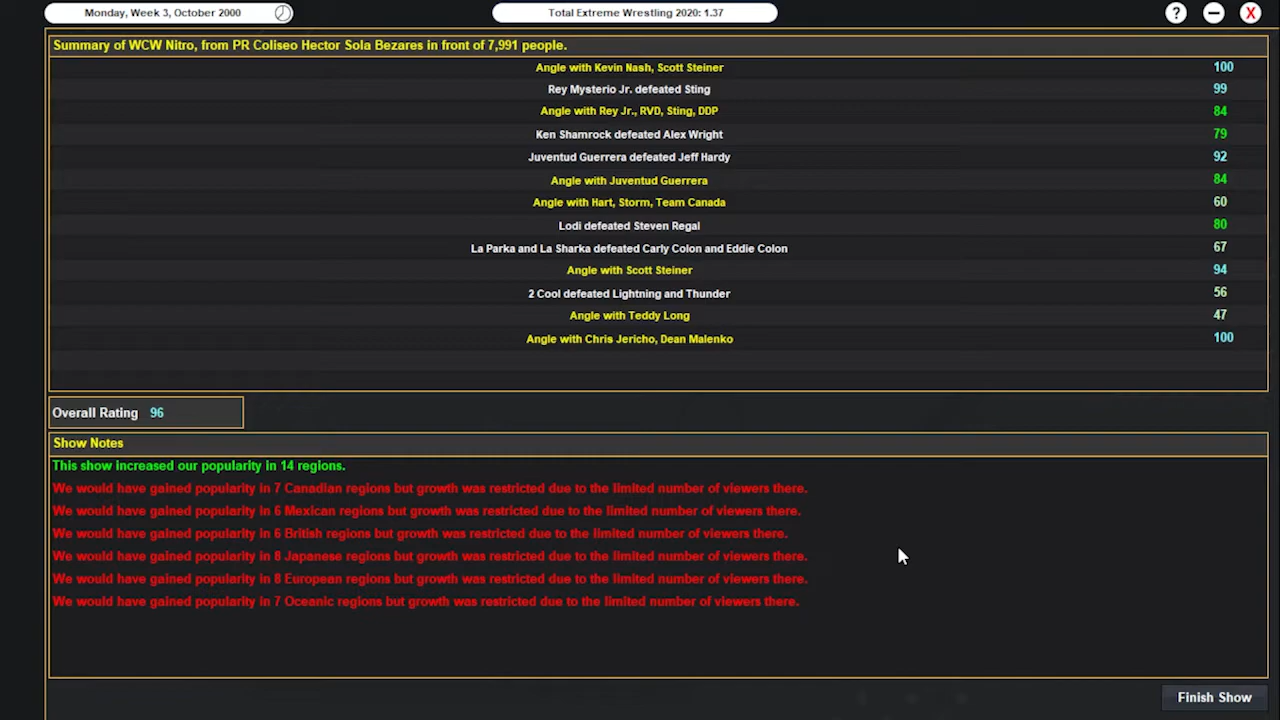 Monday, Week 3, October 2000
Total Extreme Wrestling 2020: 1.37
? X
Summary of WCW Nitro, from PR Coliseo Hector Sola Bezares in front of 7,991 people.
Angle with Kevin Nash, Scott Steiner 100
Rey Mysterio Jr. defeated Sting 99
Angle with Rey Jr., RVD, Sting, DDP 84
Ken Shamrock defeated Alex Wright 79
Juventud Guerrera defeated Jeff Hardy 92
Angle with Juventud Guerrera 84
Angle with Hart, Storm, Team Canada 60
Lodi defeated Steven Regal 80
La Parka and La Sharka defeated Carly Colon and Eddie Colon 67
Angle with Scott Steiner 94
2 Cool defeated Lightning and Thunder 56
Angle with Teddy Long 47
Angle with Chris Jericho, Dean Malenko 100
Overall Rating 96
Show Notes
This show increased our popularity in 14 regions.
We would have gained popularity in 7 Canadian regions but growth was restricted due to the limited number of viewers there.
We would have gained popularity in 6 Mexican regions but growth was restricted due to the limited number of viewers there.
We would have gained popularity in 6 British regions but growth was restricted due to the limited number of viewers there.
We would have gained popularity in 8 Japanese regions but growth was restricted due to the limited number of viewers there.
We would have gained popularity in 8 European regions but growth was restricted due to the limited number of viewers there.
We would have gained popularity in 7 Oceanic regions but growth was restricted due to the limited number of viewers there.
Finish Show